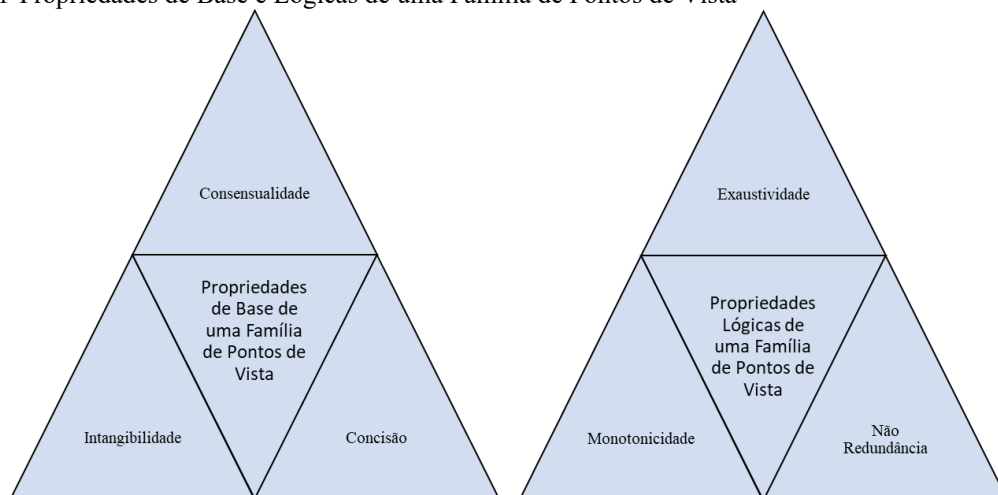 Propriedades de Base e Lógicas de uma Família de Pontos de Vista
Consensualidade
Propriedades
de Base de
uma Família
de Pontos de
Vista
Intangibilidade
Concisão
Exaustividade
Propriedades
Lógicas de
uma Família
de Pontos de
Vista
Monotonicidade
Não
Redundância